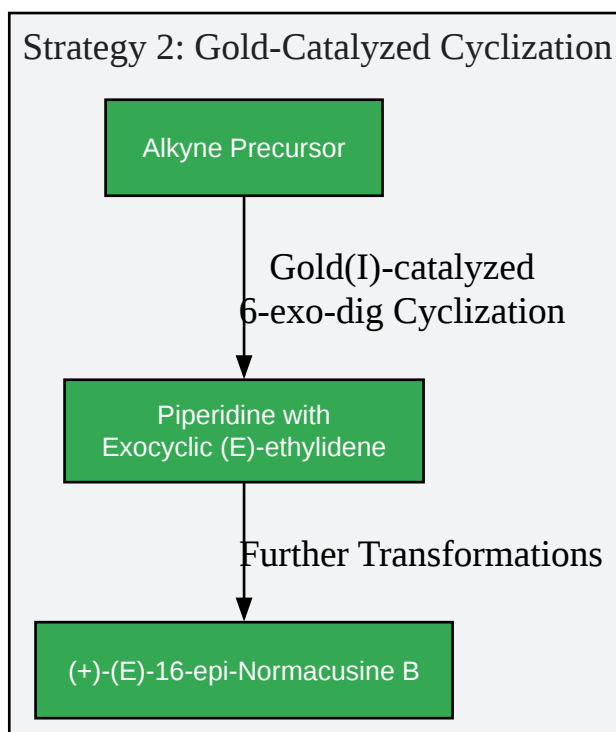 Strategy 2: Gold-Catalyzed Cyclization
Alkyne Precursor
Gold(I)-catalyzed
6-exo-dig Cyclization
Piperidine with
Exocyclic (E)-ethylidene
Further Transformations
(+)-(E)-16-epi-Normacusine B